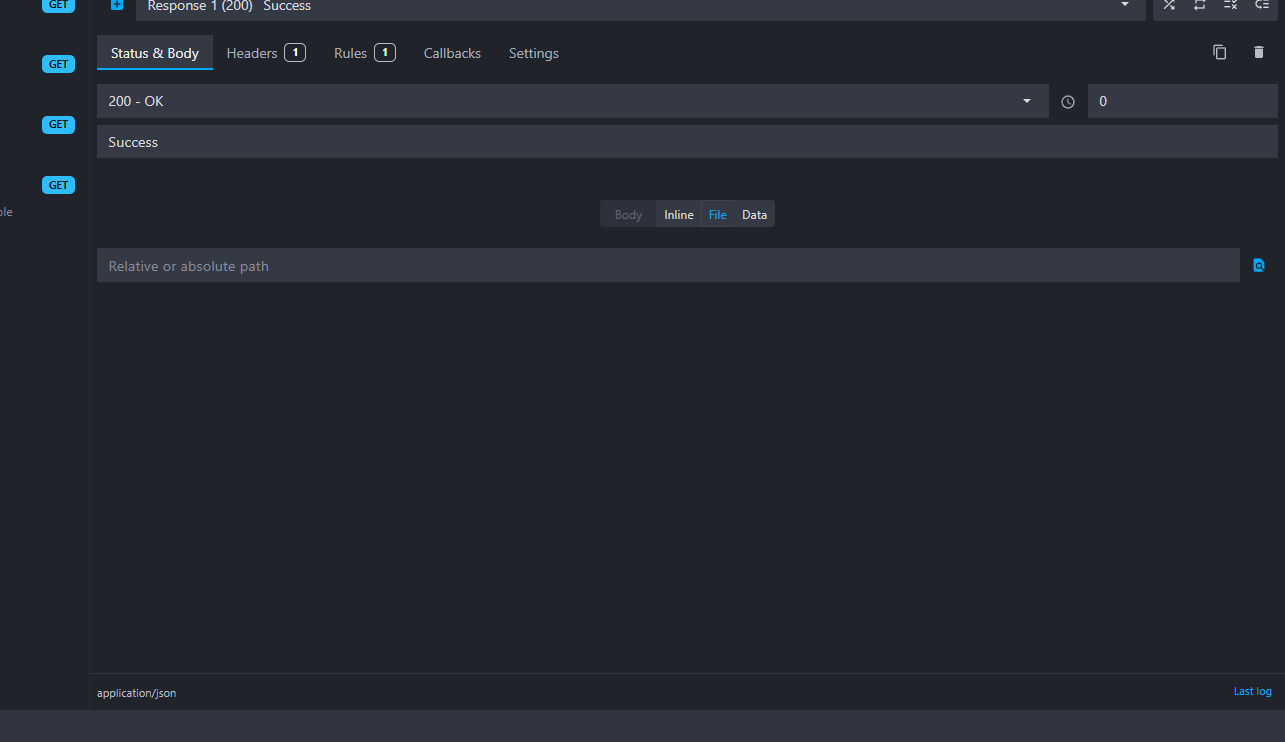 GET
Response 1 (200) Success
Status & Body Headers 1 Rules 1 Callbacks Settings
GET
200 - OK 0
GET
Success
GET
ple
Body Inline File Data
Relative or absolute path
application/json
Last log